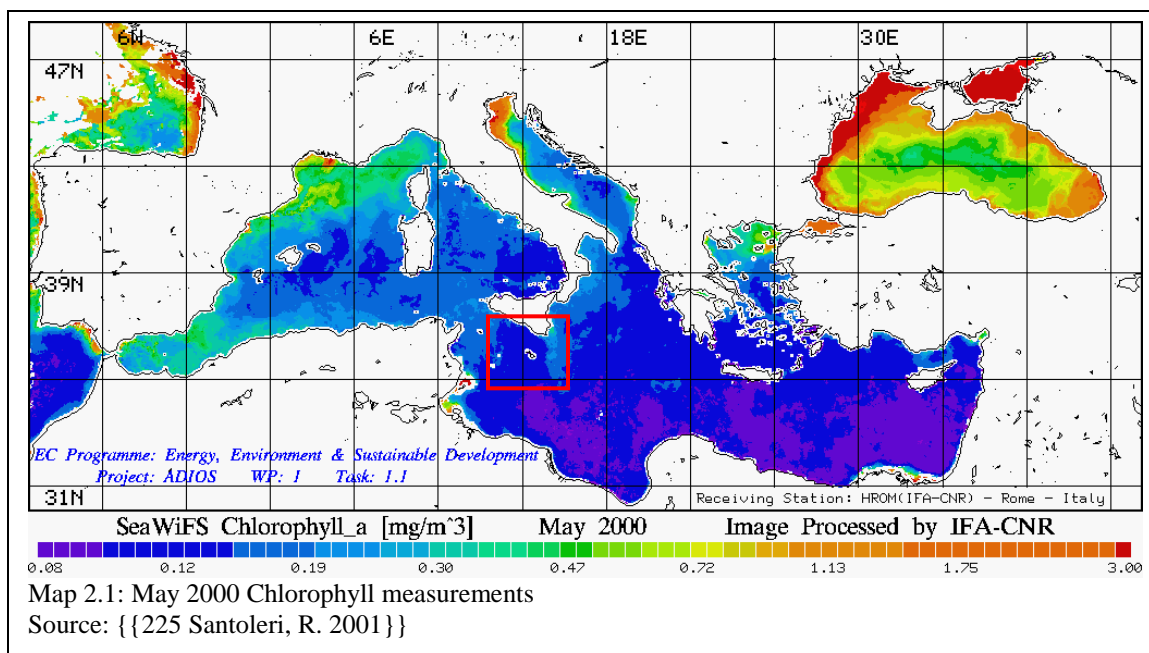 6W 6E 18E 30E
47N
39N
EC Programme: Energy, Environment & Sustainable Development
Project: ADIOS WP: 1 Task: 1.1
31N
Receiving Station: HROM(IFA-CNR) - Rome - Italy
SeaWiFS Chlorophyll_a [mg/m^3] May 2000 Image Processed by IFA-CNR
0.08 0.12 0.19 0.30 0.47 0.72 1.13 1.75 3.00
Map 2.1: May 2000 Chlorophyll measurements
Source: {{225 Santoleri, R. 2001}}